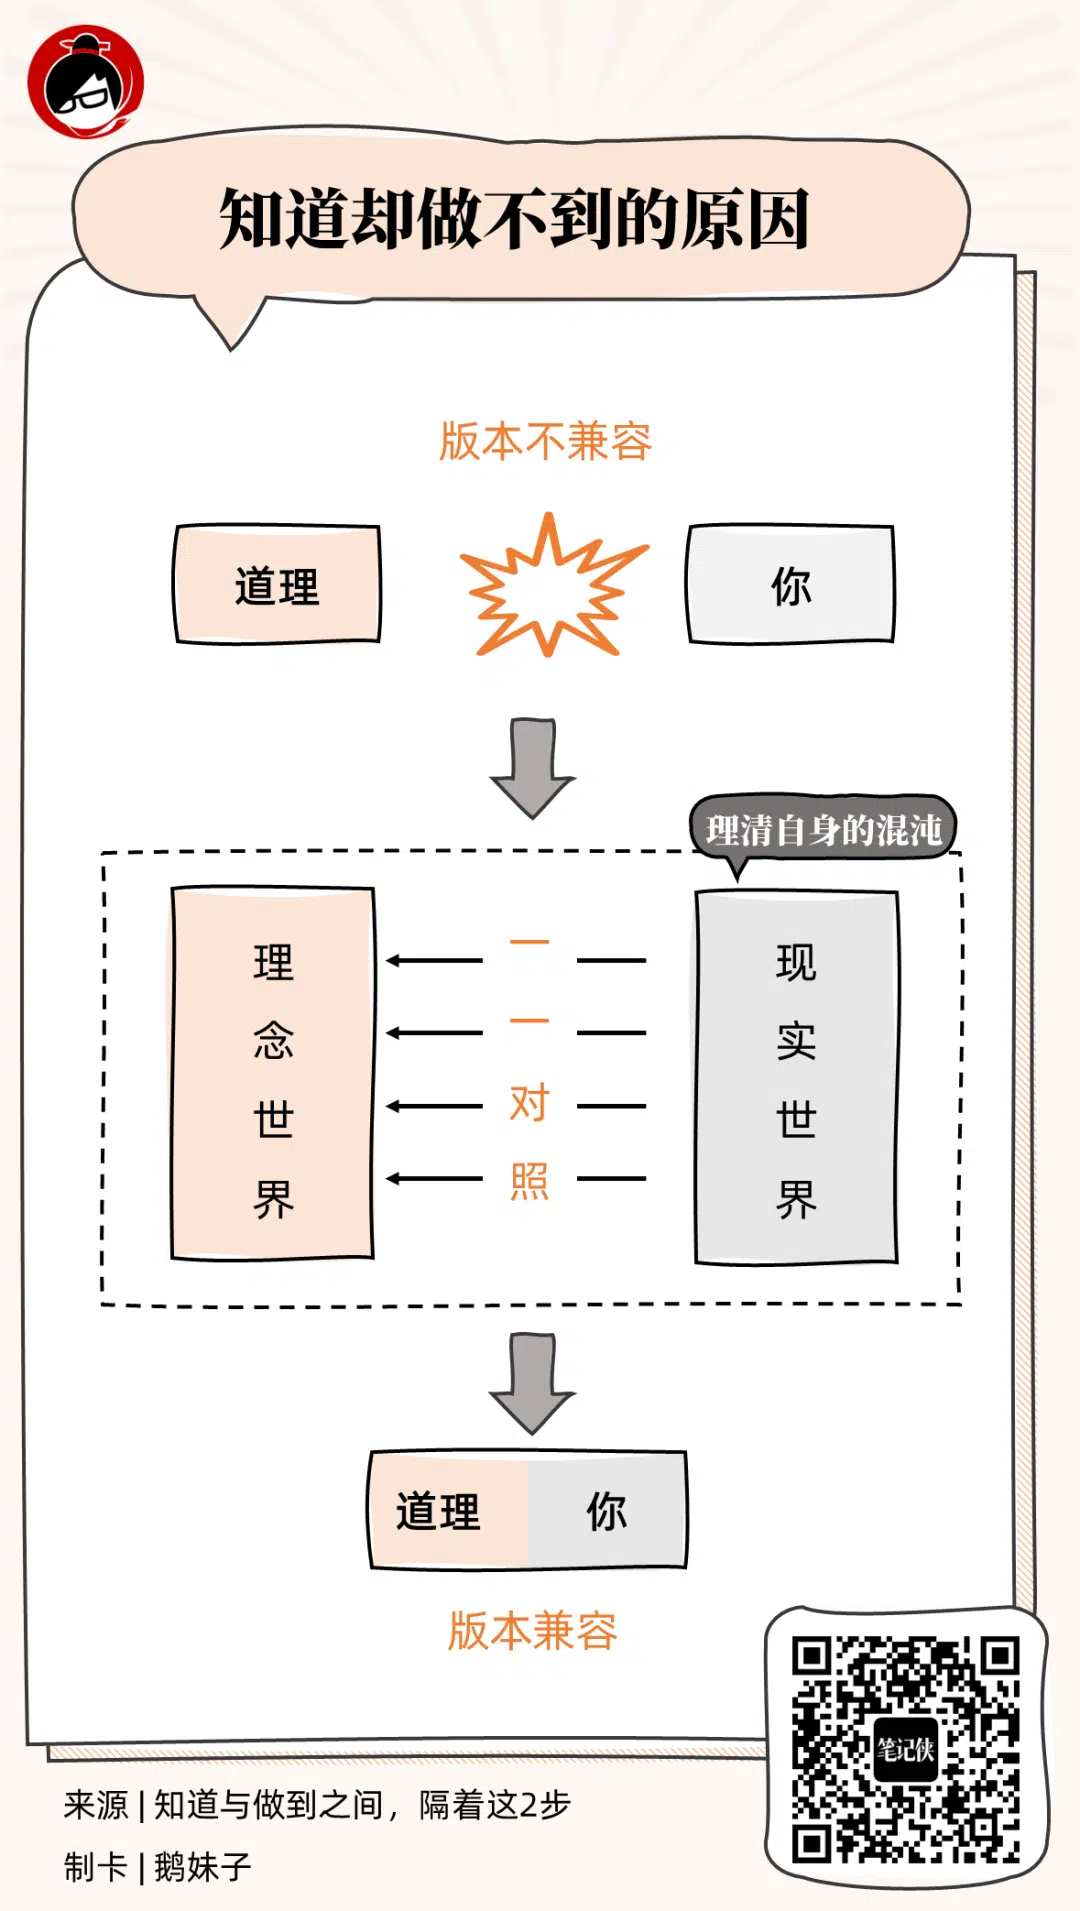 知道却做不到的原因
版本不兼容
道理
你
理清自身的混沌
理念世界
一一对照
现实世界
道理
你
版本兼容
笔记侠
来源 | 知道与做到之间，隔着这2步
制卡 | 鹅妹子